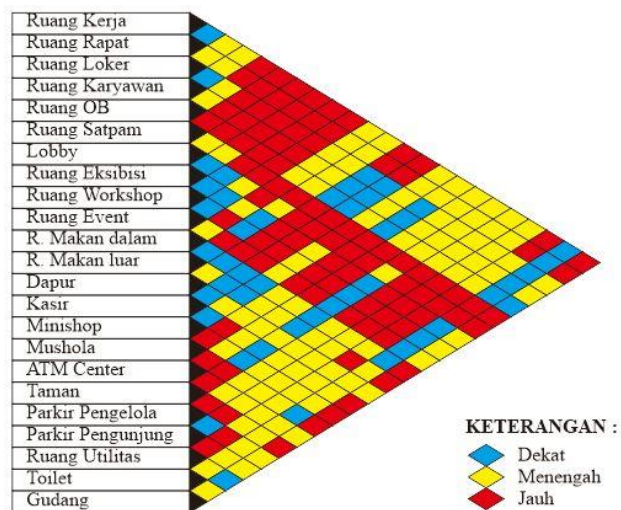 Ruang Kerja
Ruang Rapat
Ruang Loker
Ruang Karyawan
Ruang OB
Ruang Satpam
Lobby
Ruang Eksibisi
Ruang Workshop
Ruang Event
R. Makan dalam
R. Makan luar
Dapur
Kasir
Minishop
Mushola
ATM Center
Taman
Parkir Pengelola
Parkir Pengunjung
Ruang Utilitas
Toilet
Gudang
KETERANGAN :
Dekat
Menengah
Jauh